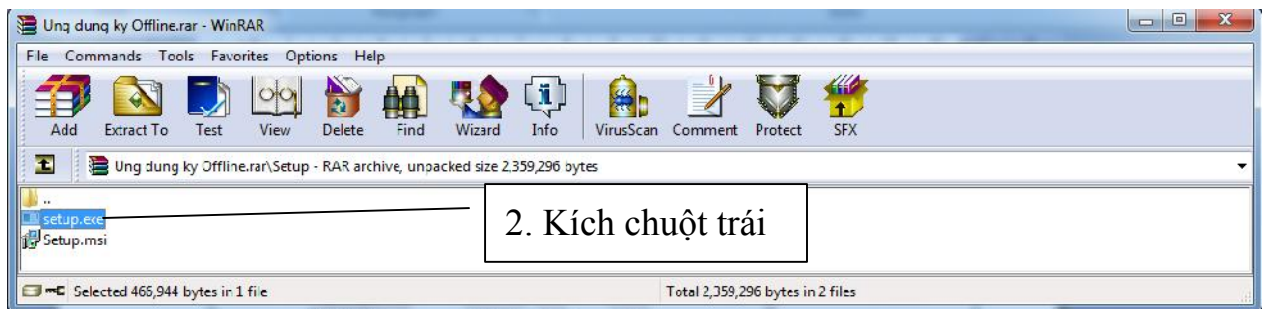 Ung dung ky Offline.rar - WinRAR
File Commands Tools Favorites Options Help
Add Extract To Test View Delete Find Wizard Info VirusScan Comment Protect SFX
Ung dung ky Offline.rar\Setup - RAR archive, unpacked size 2,359,296 bytes
..
setup.exe
2. Kích chuột trái
Setup.msi
Selected 466,944 bytes in 1 file Total 2,359,296 bytes in 2 files